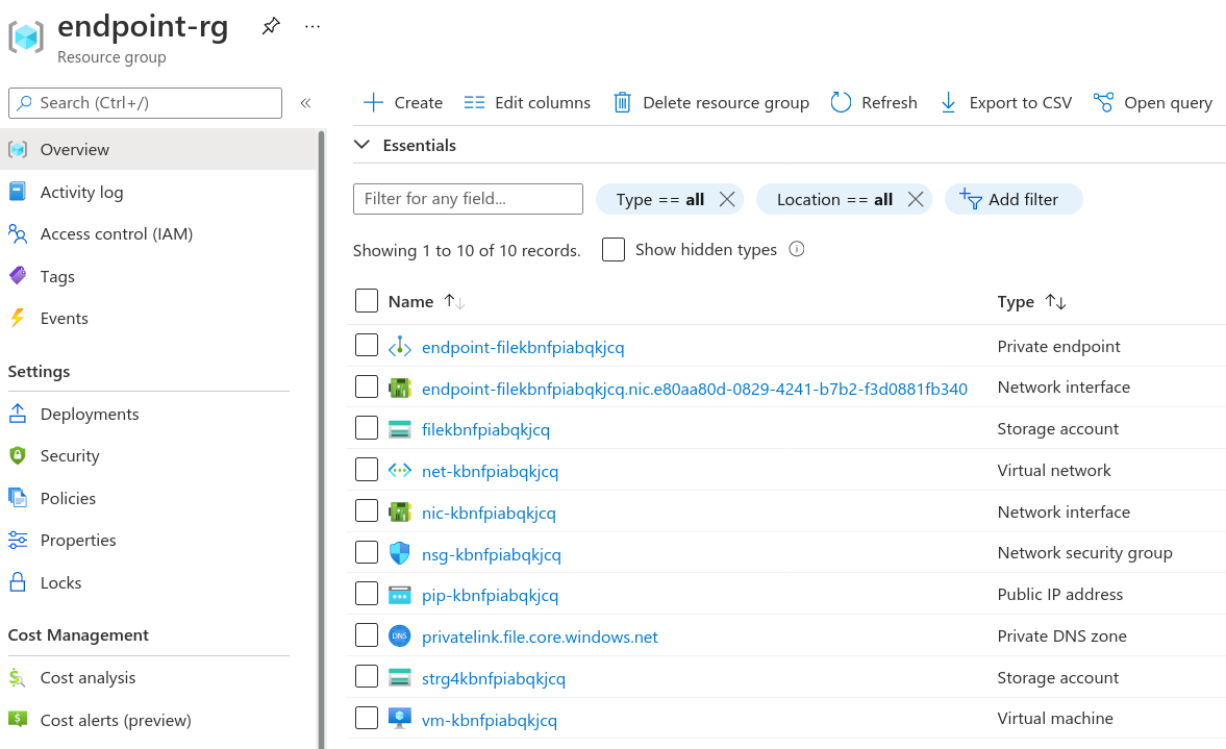 endpoint-rg
Resource group
Search (Ctrl+/)
Overview
Activity log
Access control (IAM)
Tags
Events
Settings
Deployments
Security
Policies
Properties
Locks
Cost Management
Cost analysis
Cost alerts (preview)
Create Edit columns Delete resource group Refresh Export to CSV Open query
Essentials
Filter for any field... Type == all Location == all Add filter
Showing 1 to 10 of 10 records. Show hidden types
Name Type
endpoint-filekbnfpiabqkjcq Private endpoint
endpoint-filekbnfpiabqkjcq.nic.e80aa80d-0829-4241-b7b2-f3d0881fb340 Network interface
filekbnfpiabqkjcq Storage account
net-kbnfpiabqkjcq Virtual network
nic-kbnfpiabqkjcq Network interface
nsg-kbnfpiabqkjcq Network security group
pip-kbnfpiabqkjcq Public IP address
DNS privatelink.file.core.windows.net Private DNS zone
strg4kbnfpiabqkjcq Storage account
vm-kbnfpiabqkjcq Virtual machine